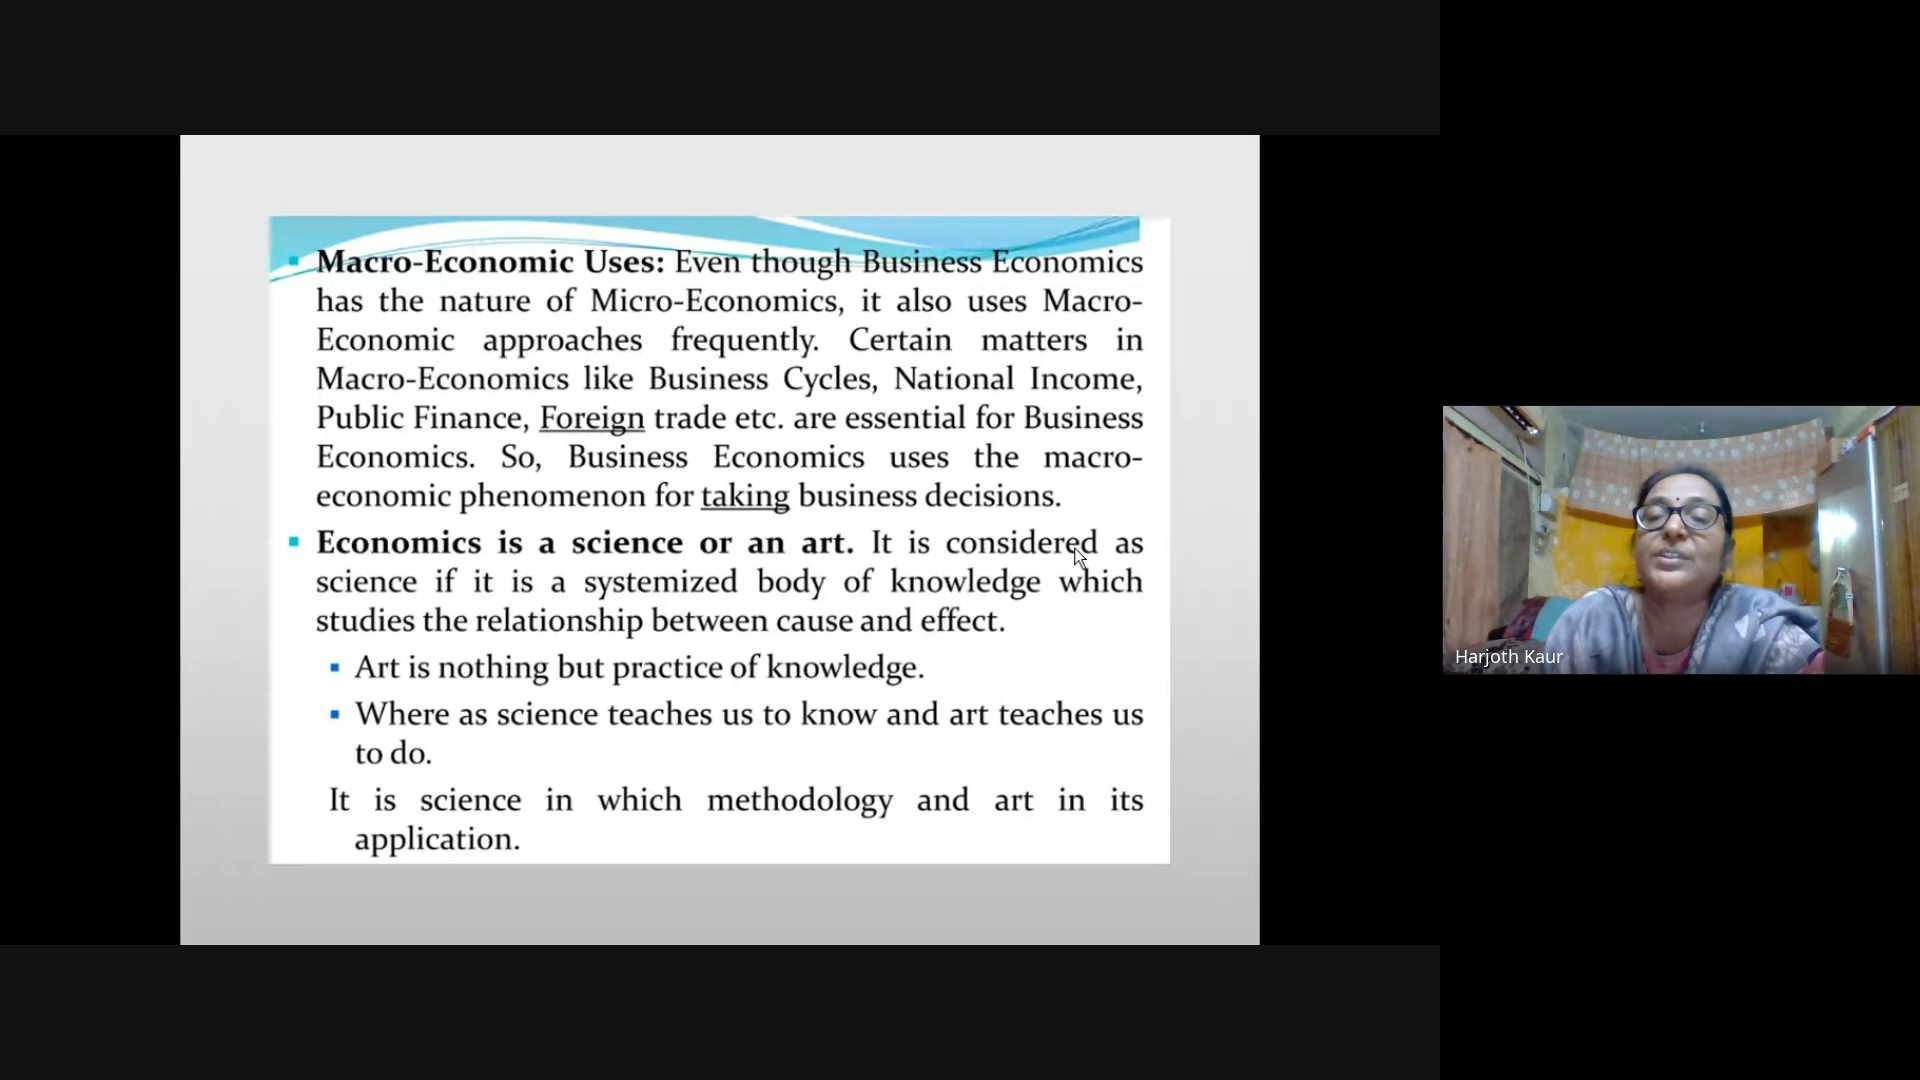 Macro-Economic Uses: Even though Business Economics
has the nature of Micro-Economics, it also uses Macro-
Economic approaches frequently. Certain matters in
Macro-Economics like Business Cycles, National Income,
Public Finance, Foreign trade etc. are essential for Business
Economics. So, Business Economics uses the macro-
economic phenomenon for taking business decisions.
Economics is a science or an art. It is considered as
science if it is a systemized body of knowledge which
studies the relationship between cause and effect.
Art is nothing but practice of knowledge.
Where as science teaches us to know and art teaches us
to do.
It is science in which methodology and art in its
application.
Harjoth Kaur